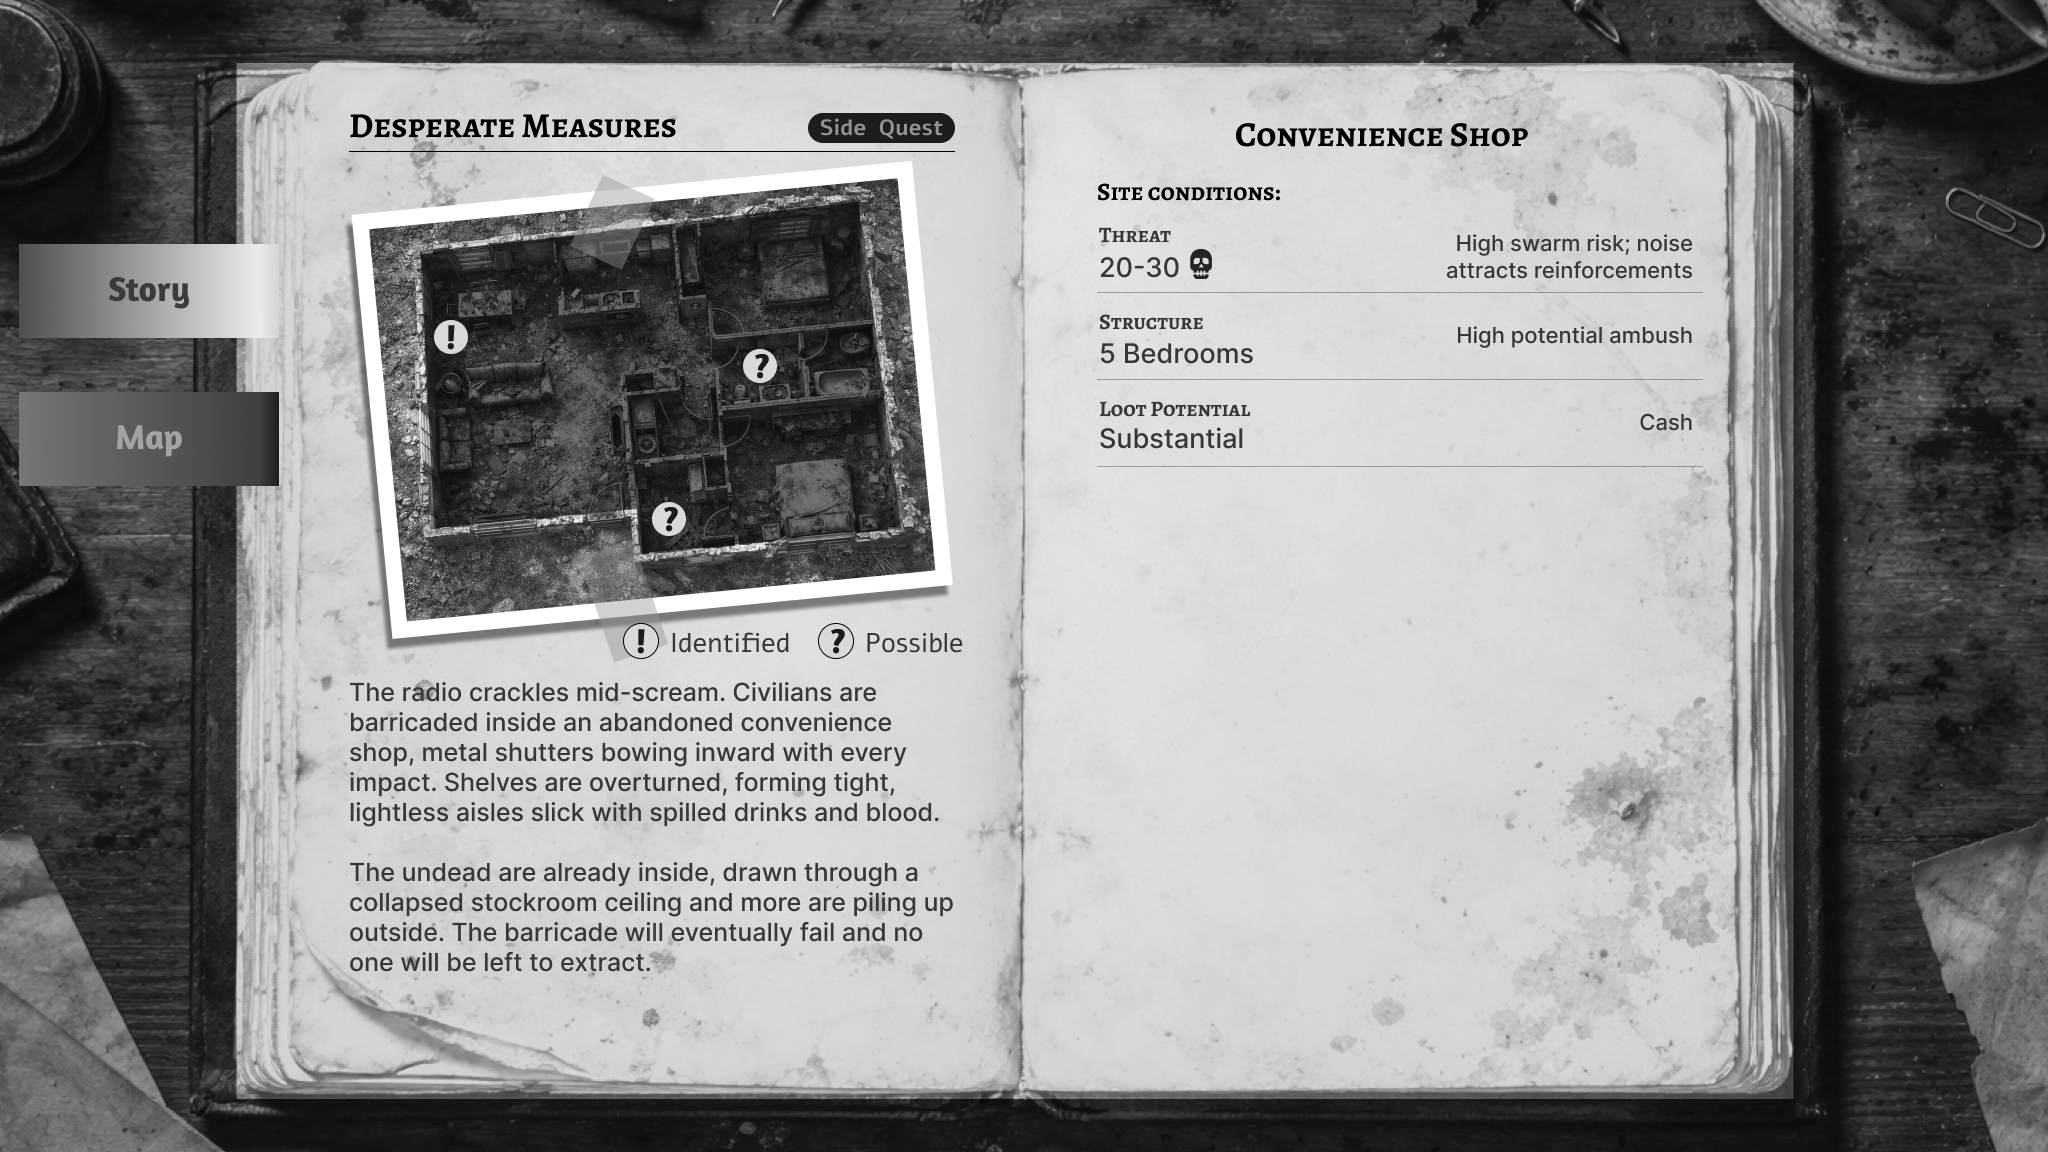 Desperate Measures
Side Quest
Story
Map
!
?
?
! Identified ? Possible
The radio crackles mid-scream. Civilians are
barricaded inside an abandoned convenience
shop, metal shutters bowing inward with every
impact. Shelves are overturned, forming tight,
lightless aisles slick with spilled drinks and blood.
The undead are already inside, drawn through a
collapsed stockroom ceiling and more are piling up
outside. The barricade will eventually fail and no
one will be left to extract.
Convenience Shop
Site conditions:
Threat
20-30
High swarm risk; noise
attracts reinforcements
Structure
5 Bedrooms
High potential ambush
Loot Potential
Substantial
Cash